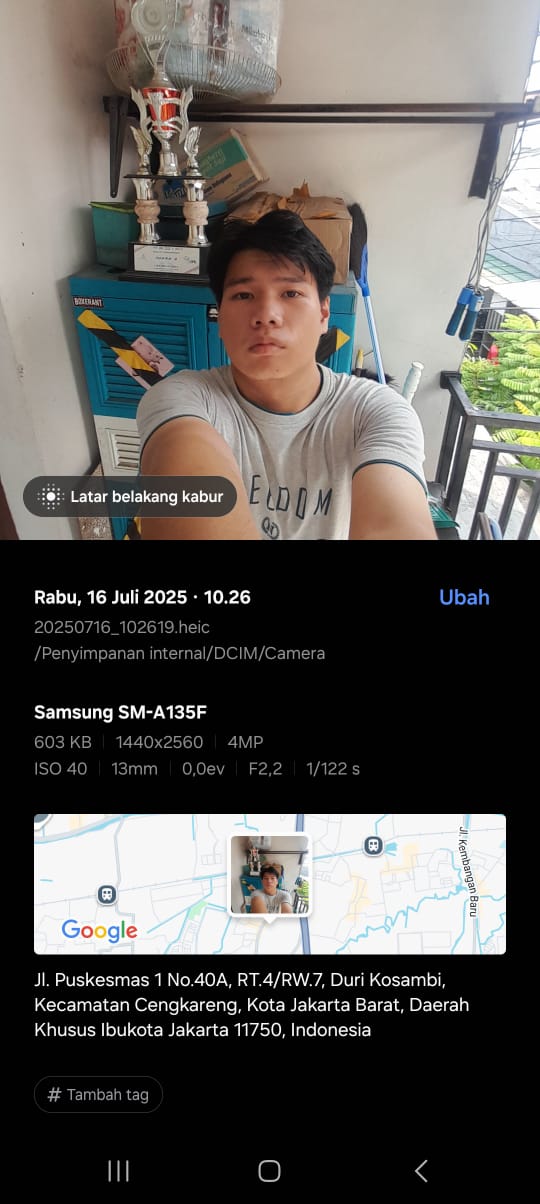 BOXERANT
Latar belakang kabur
Rabu, 16 Juli 2025 · 10.26
Ubah
20250716_102619.heic
/Penyimpanan internal/DCIM/Camera
Samsung SM-A135F
603 KB | 1440x2560 | 4MP
ISO 40 | 13mm | 0,0ev | F2,2 | 1/122 s
Jl. Kembangan Baru
Google
Jl. Puskesmas 1 No.40A, RT.4/RW.7, Duri Kosambi,
Kecamatan Cengkareng, Kota Jakarta Barat, Daerah
Khusus Ibukota Jakarta 11750, Indonesia
# Tambah tag